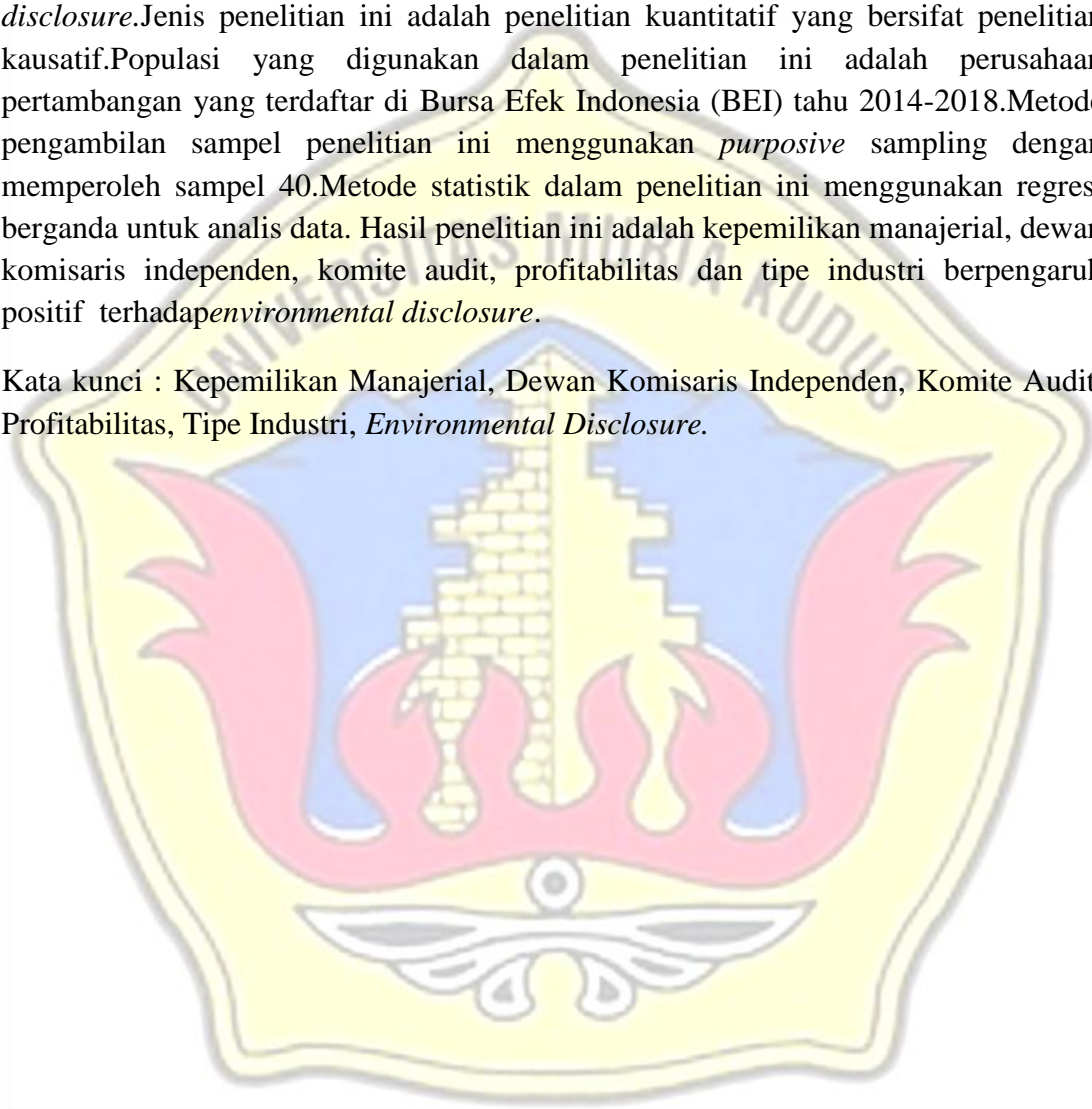 disclosure.Jenis penelitian ini adalah penelitian kuantitatif yang bersifat penelitian
kausatif.Populasi yang digunakan dalam penelitian ini adalah perusahaan
pertambangan yang terdaftar di Bursa Efek Indonesia (BEI) tahu 2014-2018.Metode
pengambilan sampel penelitian ini menggunakan purposive sampling dengan
memperoleh sampel 40.Metode statistik dalam penelitian ini menggunakan regresi
berganda untuk analis data. Hasil penelitian ini adalah kepemilikan manajerial, dewan
komisaris independen, komite audit, profitabilitas dan tipe industri berpengaruh
positif terhadapenvironmental disclosure.
Kata kunci : Kepemilikan Manajerial, Dewan Komisaris Independen, Komite Audit
Profitabilitas, Tipe Industri, Environmental Disclosure.
UNIVERSITAS MURIA KUDUS